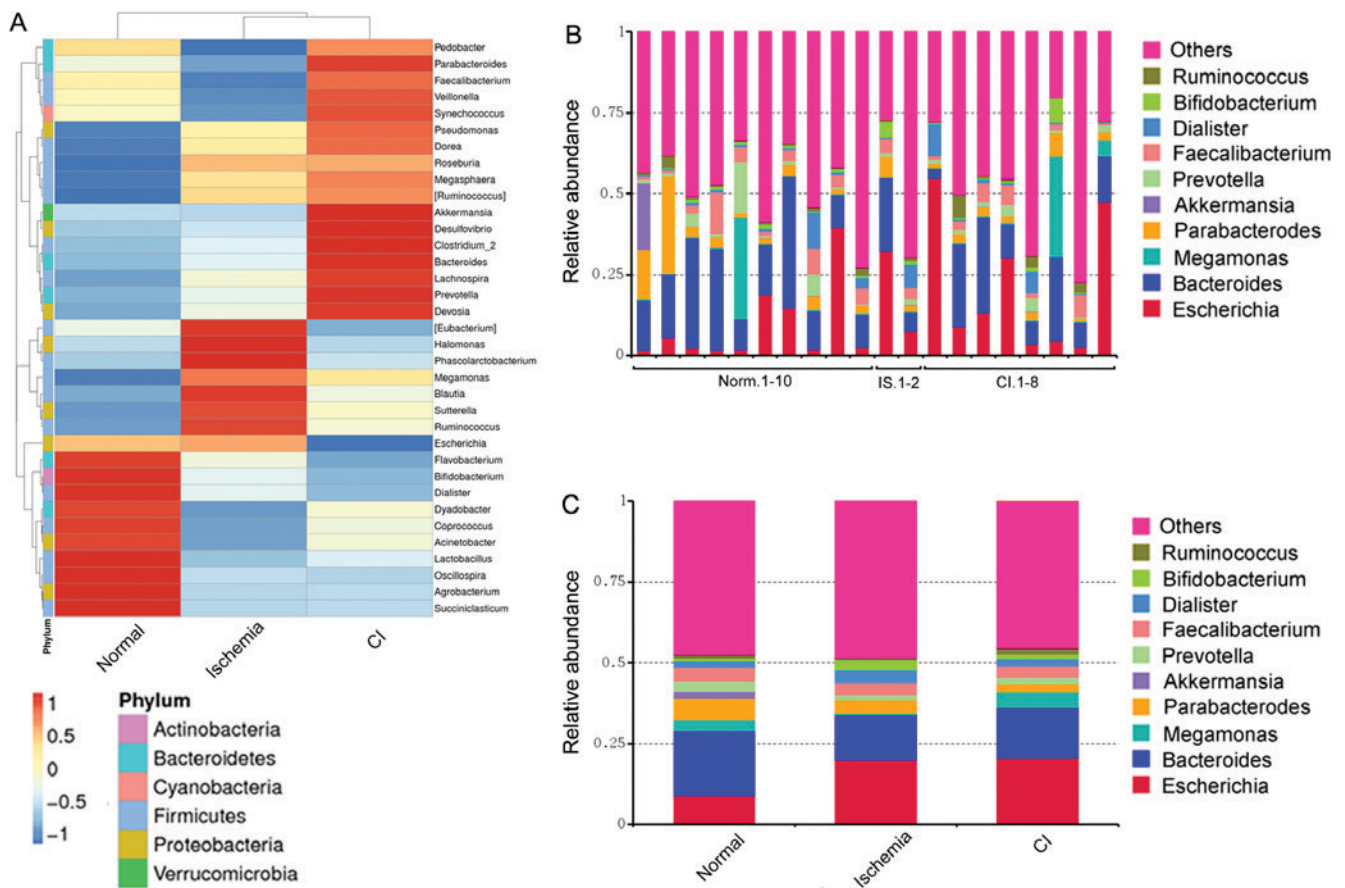 A
Pedobacter
Parabacteroides
Faecalibacterium
Veillonella
Synechococcus
Pseudomonas
Dorea
Roseburia
Megasphaera
[Ruminococcus]
Akkermansia
Desulfovibrio
Clostridium_2
Bacteroides
Lachnospira
Prevotella
Devosia
[Eubacterium]
Halomonas
Phascolarctobacterium
Megamonas
Blautia
Sutterella
Ruminococcus
Escherichia
Flavobacterium
Bifidobacterium
Dialister
Dyadobacter
Coprococcus
Acinetobacter
Lactobacillus
Oscillospira
Agrobacterium
Succiniclasticum
Phylum
Normal
Ischemia
CI
1
0.5
0
-0.5
-1
Phylum
Actinobacteria
Bacteroidetes
Cyanobacteria
Firmicutes
Proteobacteria
Verrucomicrobia
B
Relative abundance
1
0.75
0.5
0.25
0
Norm.1-10
IS.1-2
CI.1-8
Others
Ruminococcus
Bifidobacterium
Dialister
Faecalibacterium
Prevotella
Akkermansia
Parabacterodes
Megamonas
Bacteroides
Escherichia
C
Relative abundance
1
0.75
0.5
0.25
0
Normal
Ischemia
CI
Others
Ruminococcus
Bifidobacterium
Dialister
Faecalibacterium
Prevotella
Akkermansia
Parabacterodes
Megamonas
Bacteroides
Escherichia